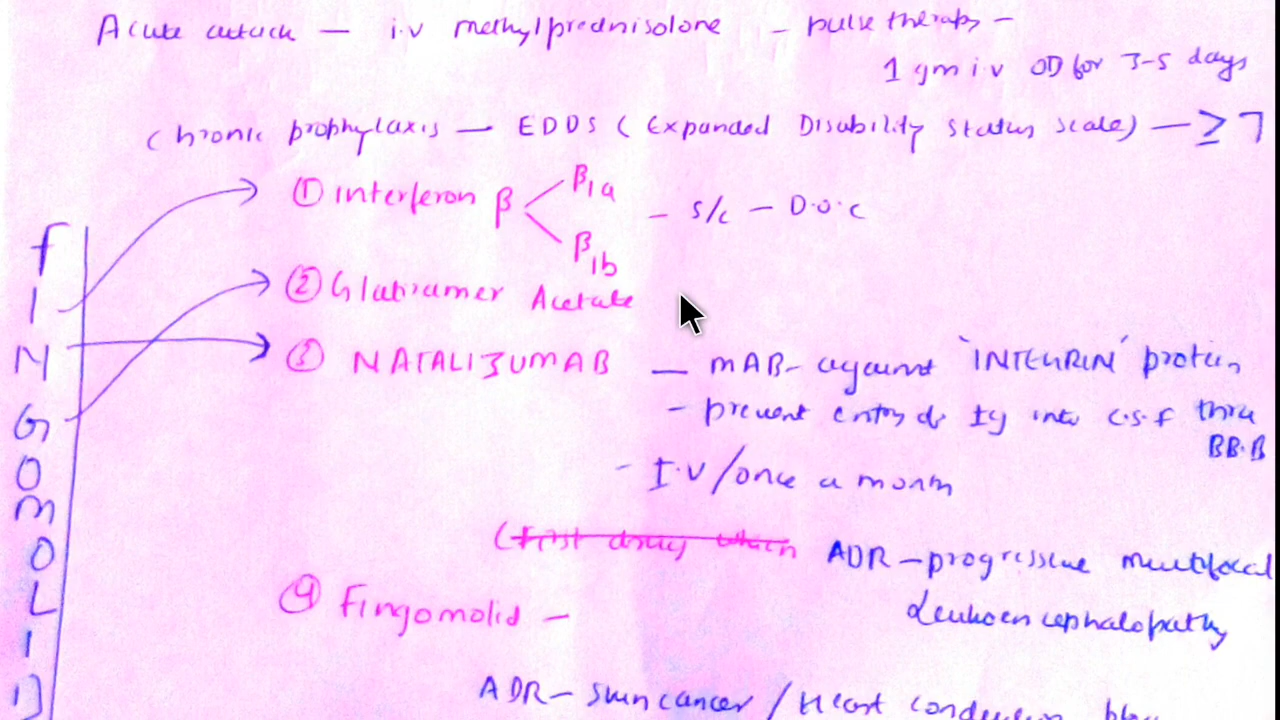 Acute attack — i.v methylprednisolone – pulse therapy –
1 gm i.v OD for 3-5 days
Chronic prophylaxis — EDDS (Expanded Disability Status Scale) — ≥ 7
① Interferon β β1a – s/c – D.O.C
β1b
② Glatiramer Acetate
③ NATALIZUMAB — mAB- against 'INTEGRIN' protein
– prevent entry of Ig into C.S.F thru
BB.B
– I.V / once a month
(First drug which ADR – progressive multifocal
Leukoencephalopathy
④ Fingomolid –
ADR – skin cancer / Heart conduction
F
I
N
G
O
M
O
L
I
D